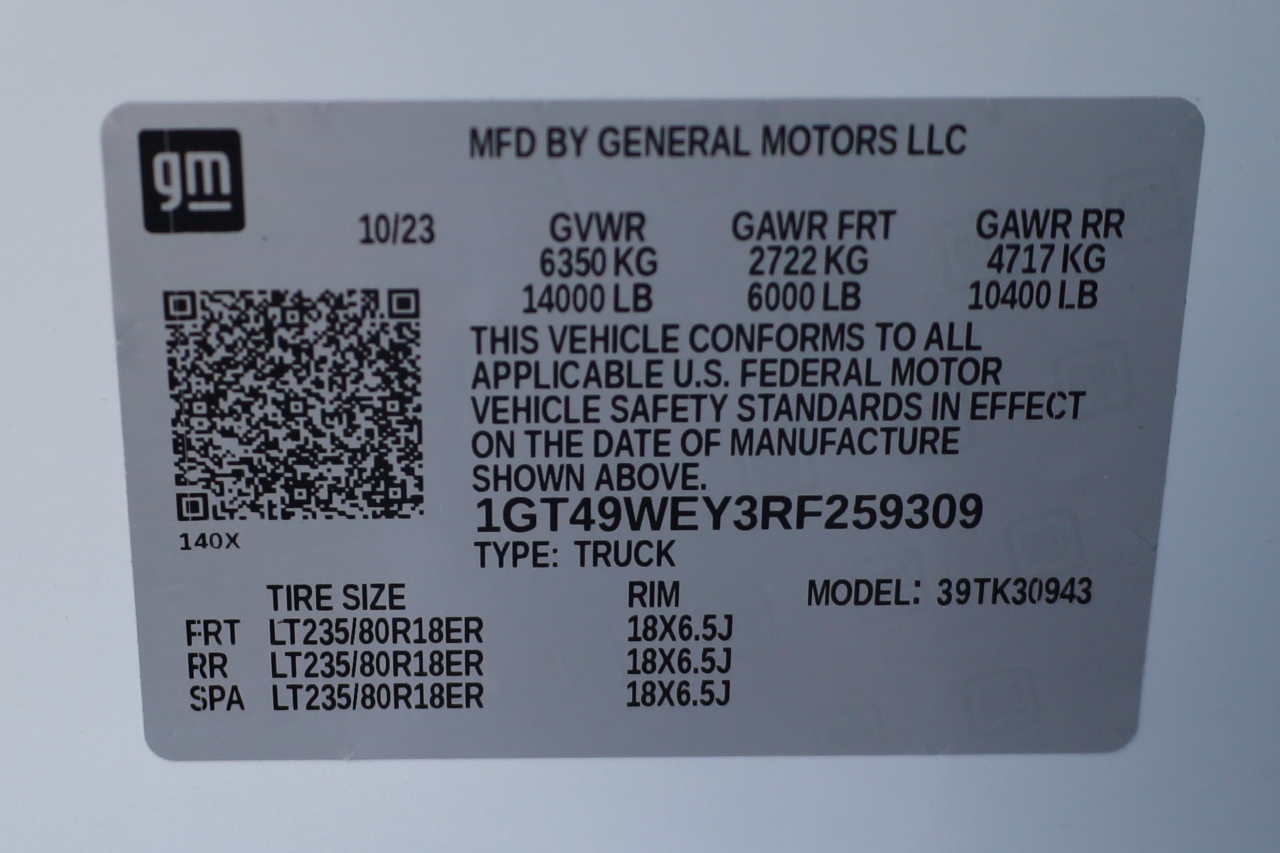 gm
MFD BY GENERAL MOTORS LLC
10/23 GVWR GAWR FRT GAWR RR
6350 KG 2722 KG 4717 KG
14000 LB 6000 LB 10400 LB
THIS VEHICLE CONFORMS TO ALL
APPLICABLE U.S. FEDERAL MOTOR
VEHICLE SAFETY STANDARDS IN EFFECT
ON THE DATE OF MANUFACTURE
SHOWN ABOVE.
1GT49WEY3RF259309
140X
TYPE: TRUCK
TIRE SIZE RIM MODEL: 39TK30943
FRT LT235/80R18ER 18X6.5J
RR LT235/80R18ER 18X6.5J
SPA LT235/80R18ER 18X6.5J